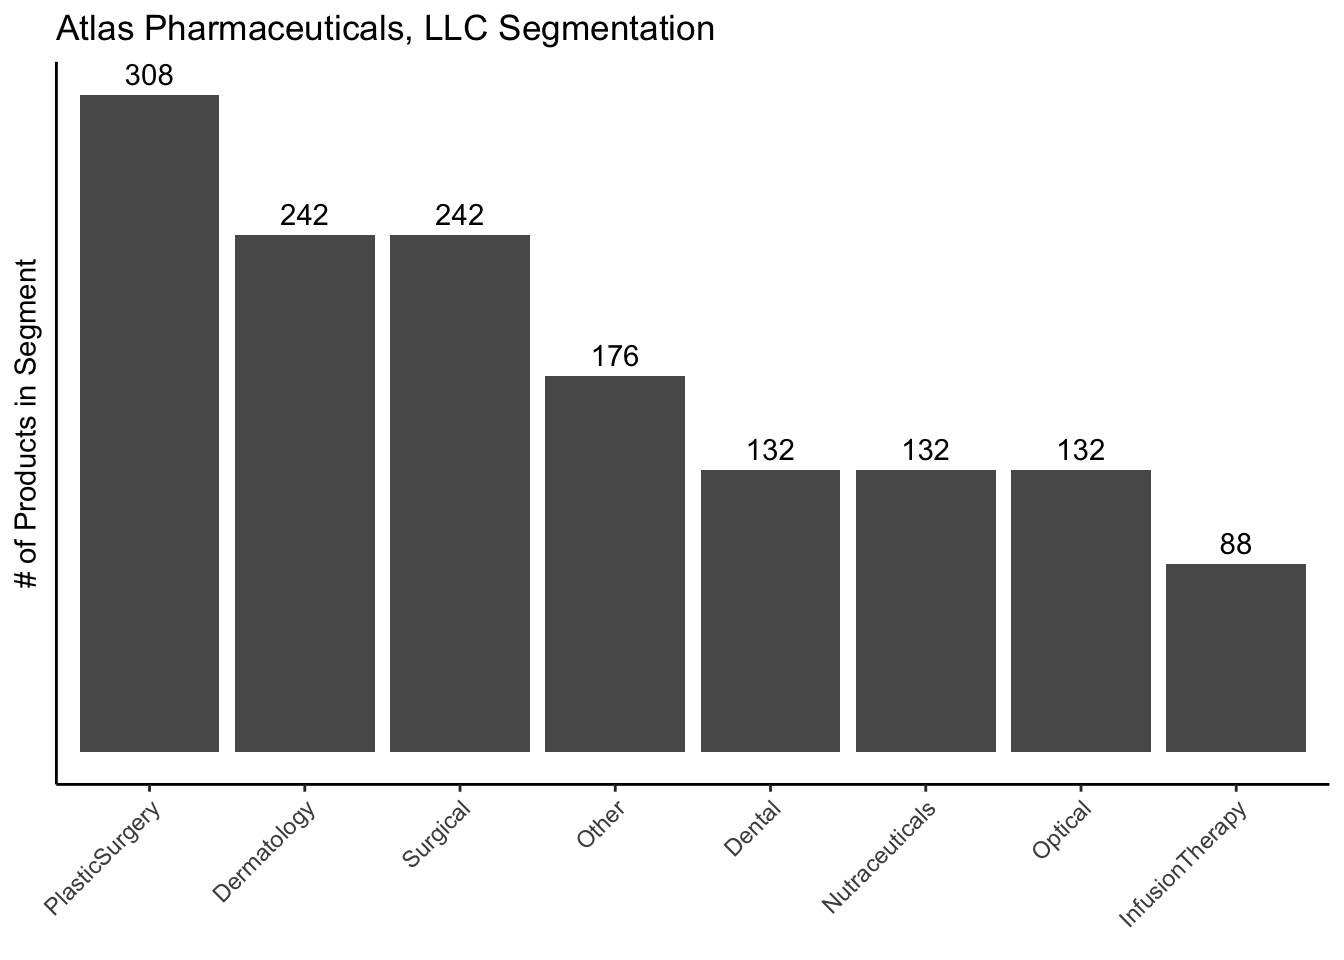 Atlas Pharmaceuticals, LLC Segmentation
# of Products in Segment
308
242
242
176
132
132
132
88
PlasticSurgery
Dermatology
Surgical
Other
Dental
Nutraceuticals
Optical
InfusionTherapy